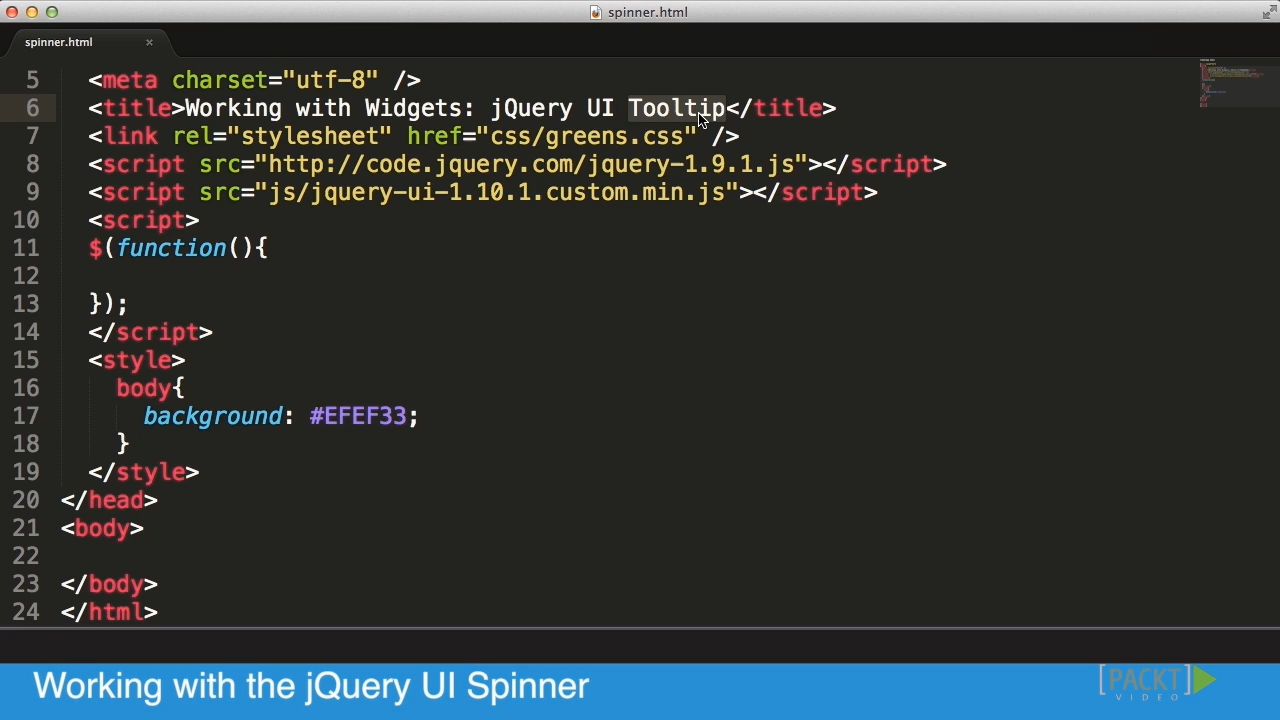 spinner.html
spinner.html ×
5 <meta charset="utf-8" />
6 <title>Working with Widgets: jQuery UI Tooltip</title>
7 <link rel="stylesheet" href="css/greens.css" />
8 <script src="http://code.jquery.com/jquery-1.9.1.js"></script>
9 <script src="js/jquery-ui-1.10.1.custom.min.js"></script>
10 <script>
11 $(function(){
12
13 });
14 </script>
15 <style>
16 body{
17 background: #EFEF33;
18 }
19 </style>
20 </head>
21 <body>
22
23 </body>
24 </html>
Working with the jQuery UI Spinner
[PACKT]
VIDEO